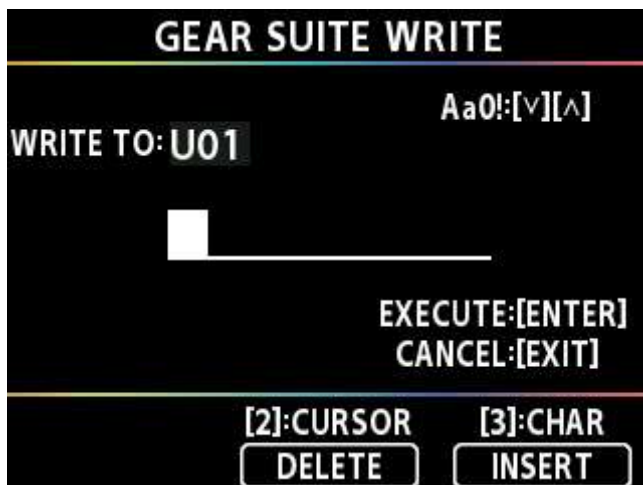 GEAR SUITE WRITE
Aa0!:[∨][∧]
WRITE TO: U01
EXECUTE:[ENTER]
CANCEL:[EXIT]
[2]:CURSOR [3]:CHAR
DELETE INSERT